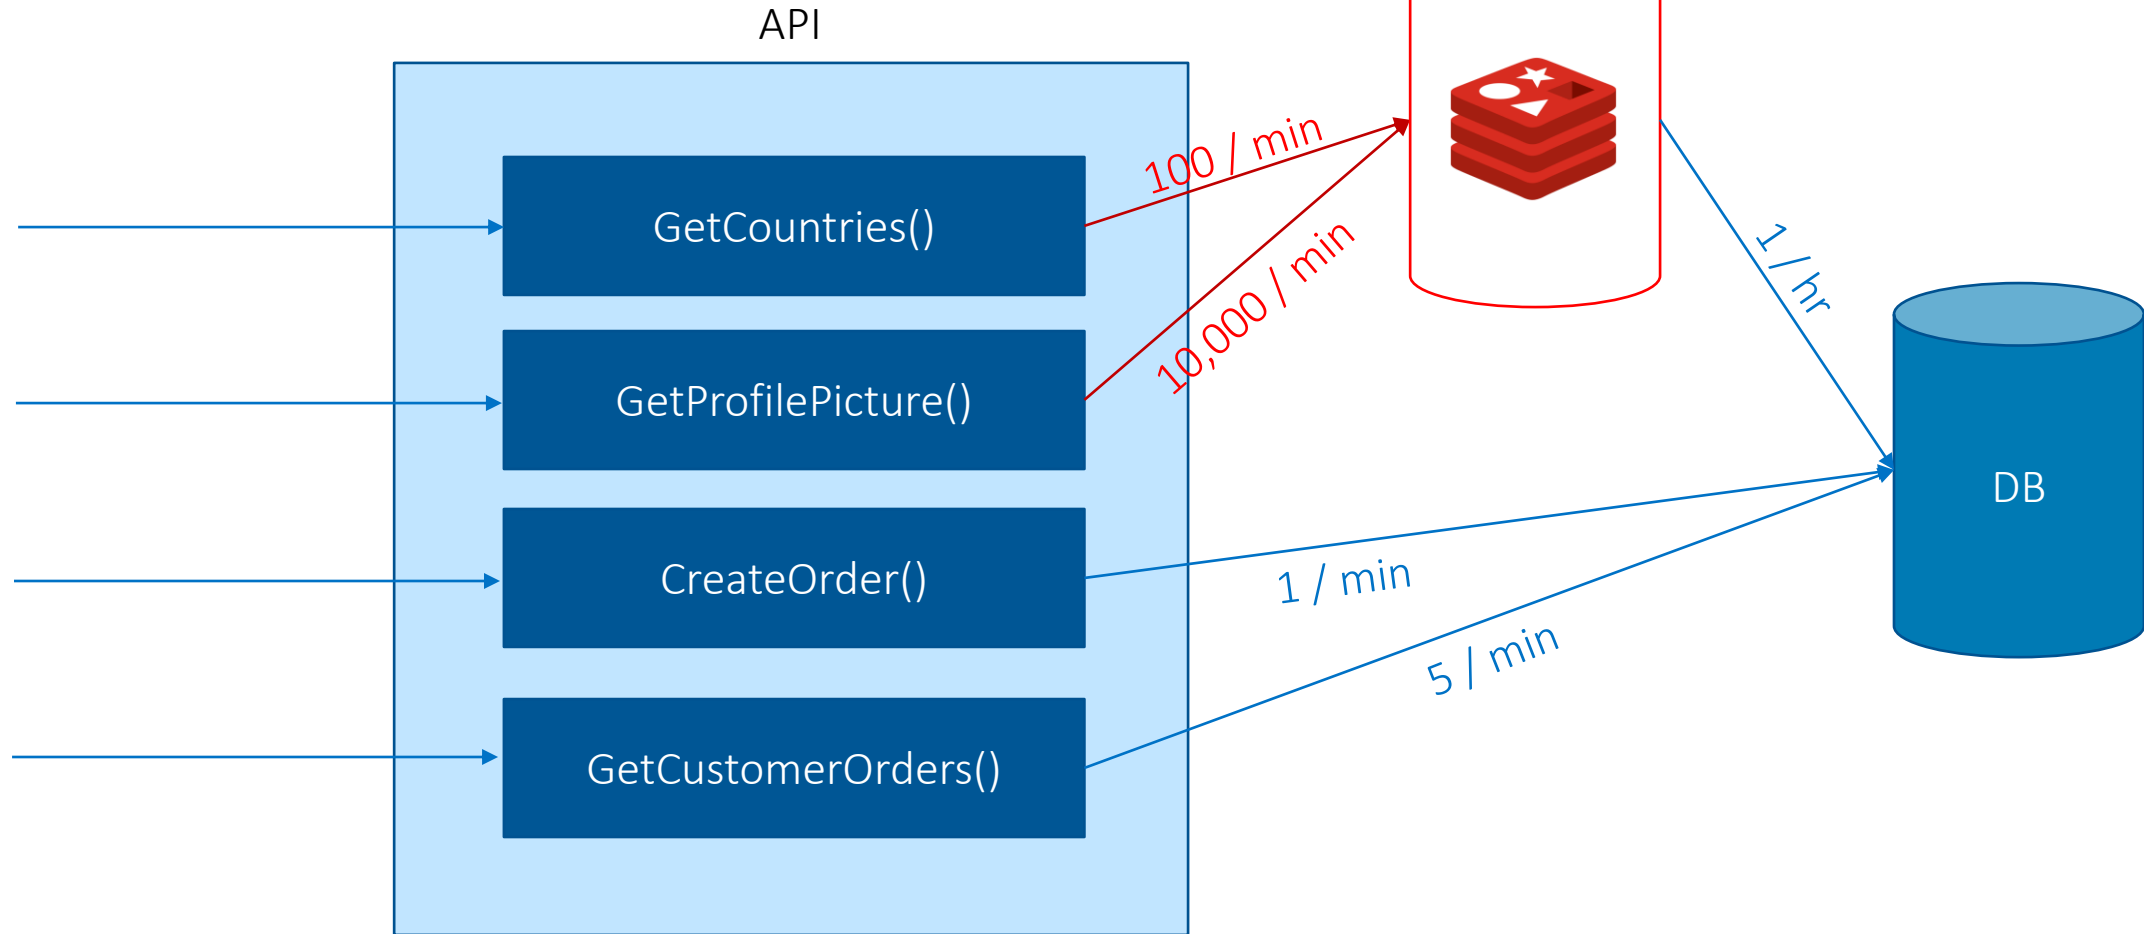 API
GetCountries()
GetProfilePicture()
CreateOrder()
GetCustomerOrders()
100 / min
10,000 / min
1 / min
5 / min
1 / hr
DB